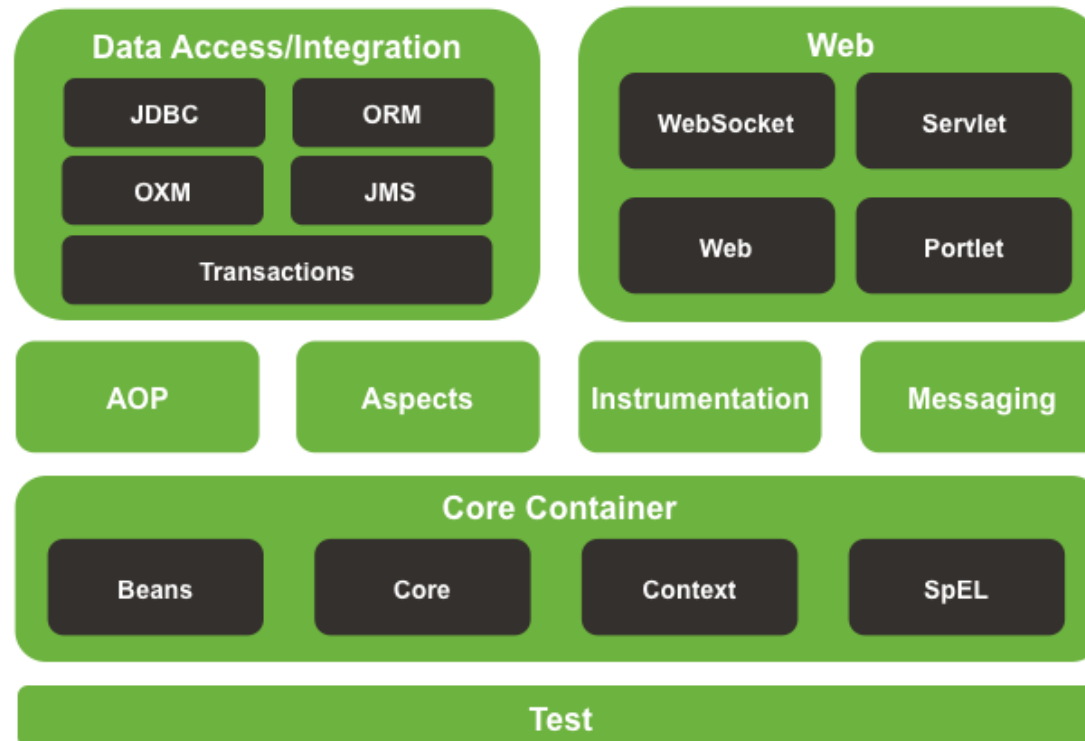 Data Access/Integration
JDBC
ORM
OXM
JMS
Transactions
Web
WebSocket
Servlet
Web
Portlet
AOP
Aspects
Instrumentation
Messaging
Core Container
Beans
Core
Context
SpEL
Test